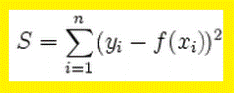 S = \sum_{i=1}^{n} (y_i - f(x_i))^2